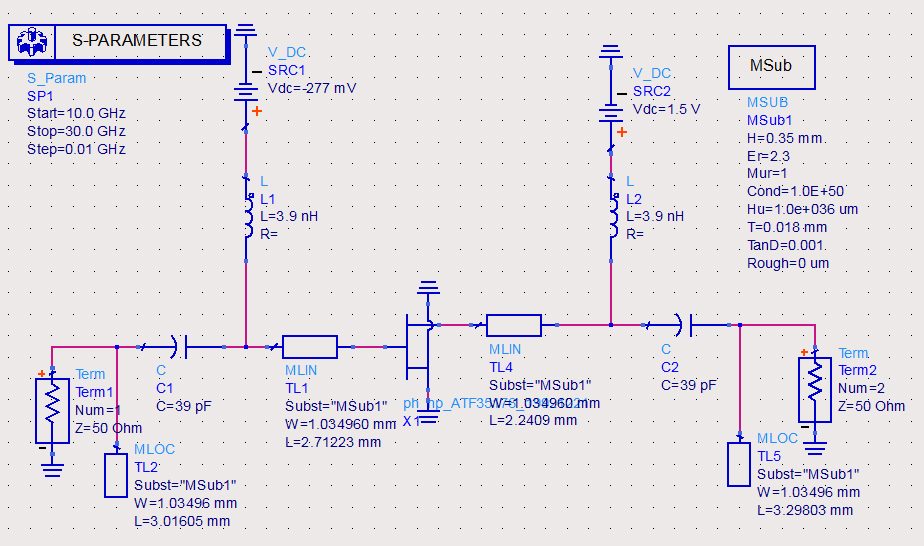 S-PARAMETERS
S_Param
SP1
Start=10.0 GHz
Stop=30.0 GHz
Step=0.01 GHz
V_DC
SRC1
Vdc=-277 mV
V_DC
SRC2
Vdc=1.5 V
MSub
MSUB
MSub1
H=0.35 mm
Er=2.3
Mur=1
Cond=1.0E+50
Hu=1.0e+036 um
T=0.018 mm
TanD=0.001
Rough=0 um
L
L1
L=3.9 nH
R=
L
L2
L=3.9 nH
R=
Term
Term1
Num=1
Z=50 Ohm
C
C1
C=39 pF
MLIN
TL1
Subst="MSub1"
W=1.034960 mm
L=2.71223 mm
X1
MLIN
TL4
Subst="MSub1"
W=1.034960 mm
L=2.2409 mm
C
C2
C=39 pF
Term
Term2
Num=2
Z=50 Ohm
MLOC
TL2
Subst="MSub1"
W=1.03496 mm
L=3.01605 mm
MLOC
TL5
Subst="MSub1"
W=1.03496 mm
L=3.29803 mm